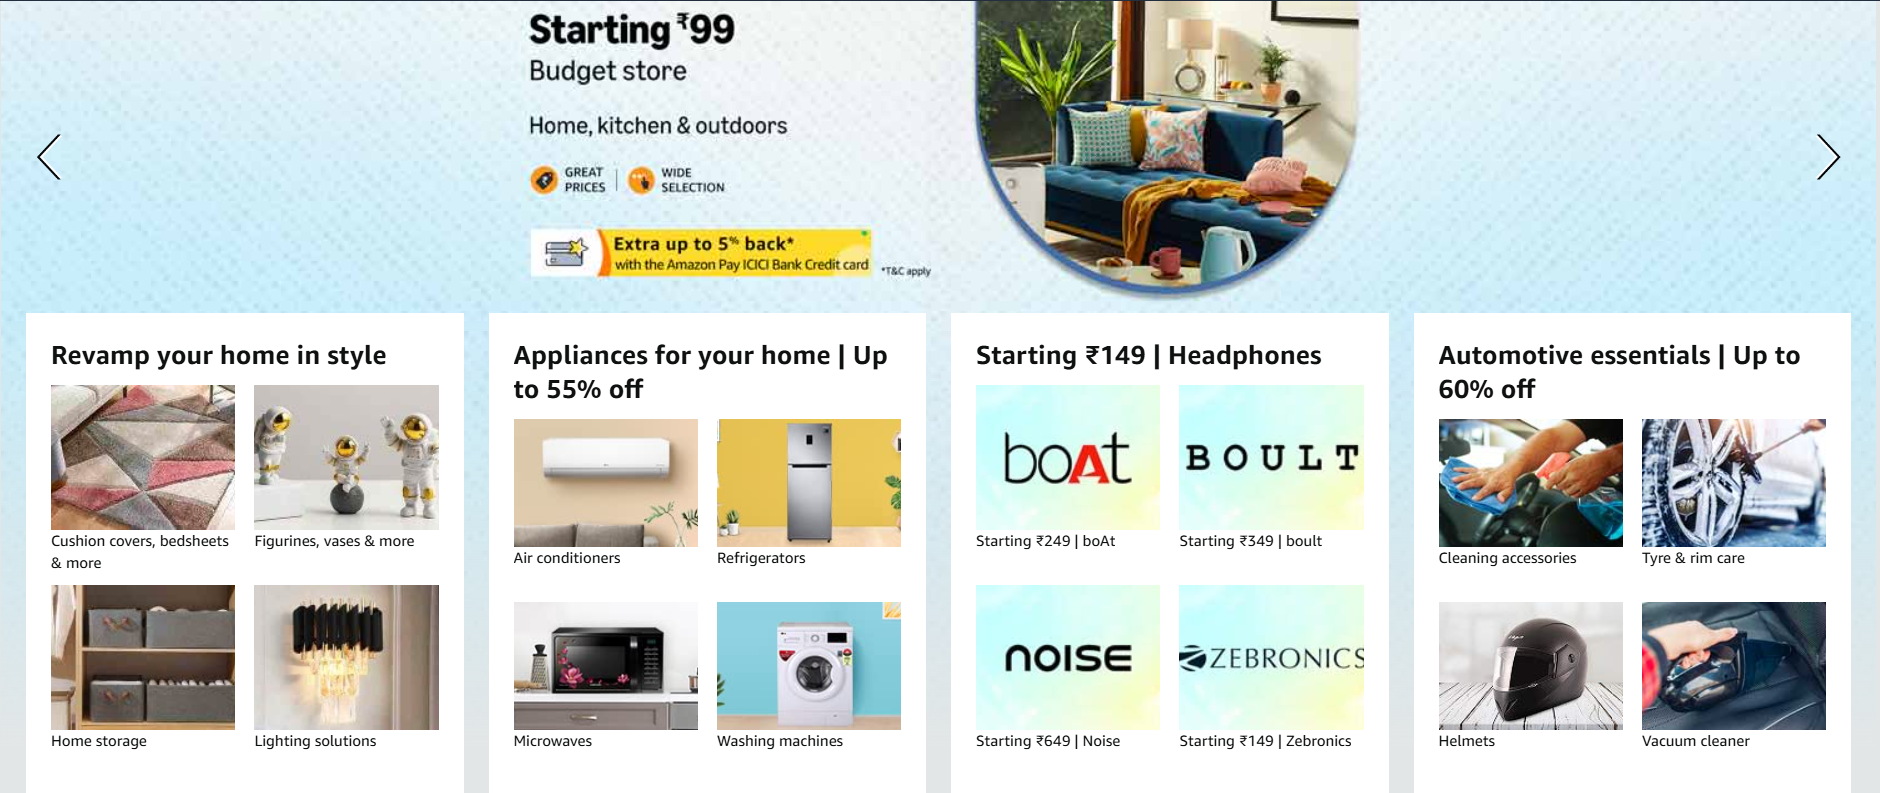 Starting ₹99
Budget store
Home, kitchen & outdoors
GREAT
PRICES
WIDE
SELECTION
Extra up to 5% back*
with the Amazon Pay ICICI Bank Credit card
*T&C apply
Revamp your home in style
Cushion covers, bedsheets
& more
Figurines, vases & more
Home storage
Lighting solutions
Appliances for your home | Up
to 55% off
Air conditioners
Refrigerators
Microwaves
Washing machines
Starting ₹149 | Headphones
boAt
BOULT
Starting ₹249 | boAt
Starting ₹349 | boult
NOISE
ZEBRONICS
Starting ₹649 | Noise
Starting ₹149 | Zebronics
Automotive essentials | Up to
60% off
Cleaning accessories
Tyre & rim care
Helmets
Vacuum cleaner